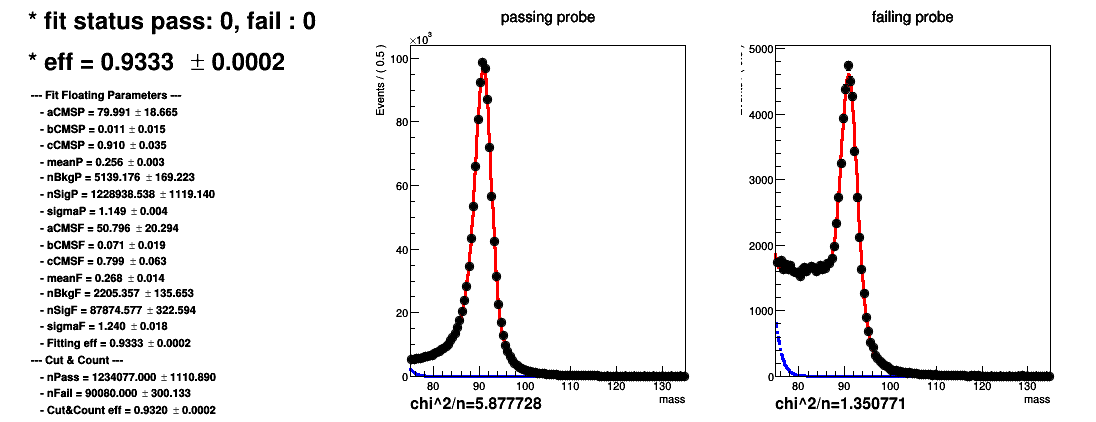 * fit status pass: 0, fail : 0
* eff = 0.9333 ± 0.0002
--- Fit Floating Parameters ---
- aCMSP = 79.991 ± 18.665
- bCMSP = 0.011 ± 0.015
- cCMSP = 0.910 ± 0.035
- meanP = 0.256 ± 0.003
- nBkgP = 5139.176 ± 169.223
- nSigP = 1228938.538 ± 1119.140
- sigmaP = 1.149 ± 0.004
- aCMSF = 50.796 ± 20.294
- bCMSF = 0.071 ± 0.019
- cCMSF = 0.799 ± 0.063
- meanF = 0.268 ± 0.014
- nBkgF = 2205.357 ± 135.653
- nSigF = 87874.577 ± 322.594
- sigmaF = 1.240 ± 0.018
- Fitting eff = 0.9333 ± 0.0002
--- Cut & Count ---
- nPass = 1234077.000 ± 1110.890
- nFail = 90080.000 ± 300.133
- Cut&Count eff = 0.9320 ± 0.0002
passing probe
×10³
Events / ( 0.5 )
100
80
60
40
20
0
80 90 100 110 120 130
mass
chi^2/n=5.877728
failing probe
5000
4000
3000
2000
1000
0
80 90 100 110 120 130
mass
chi^2/n=1.350771